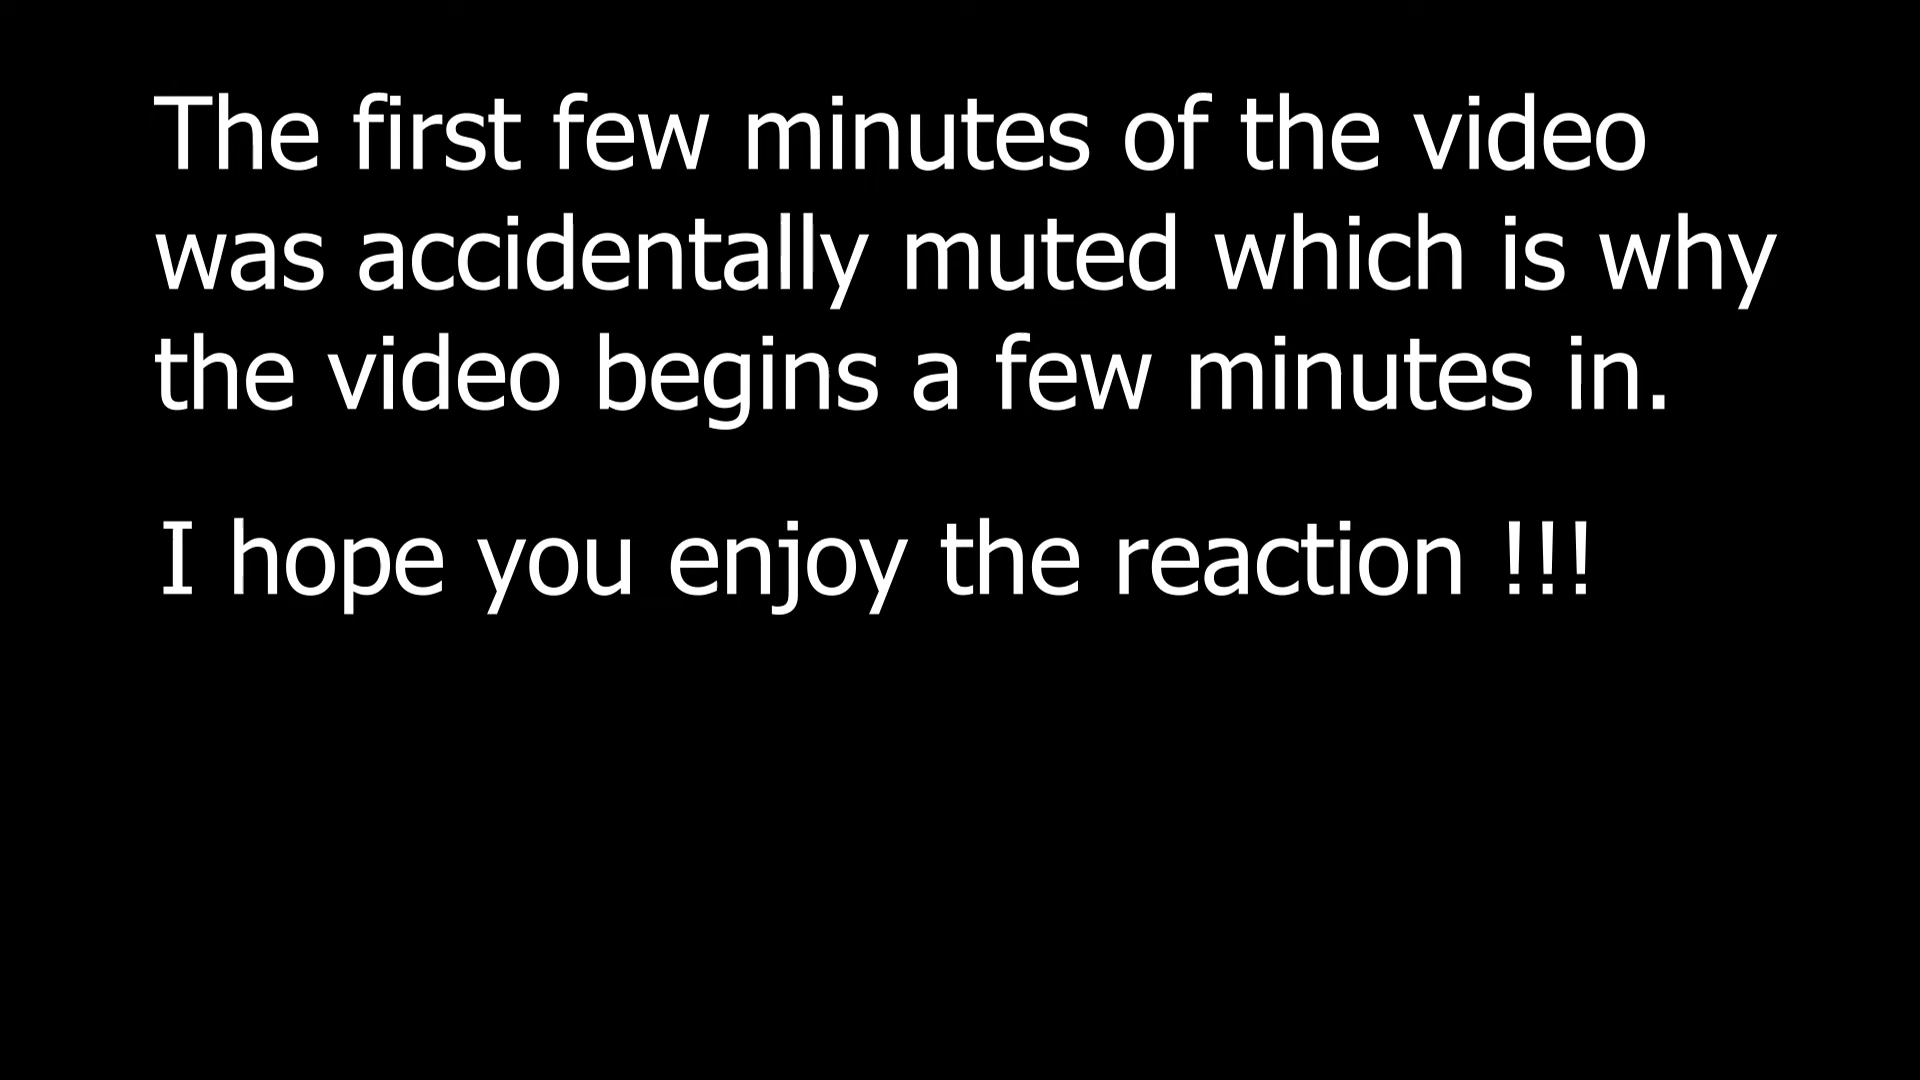 The first few minutes of the video
was accidentally muted which is why
the video begins a few minutes in.
I hope you enjoy the reaction !!!